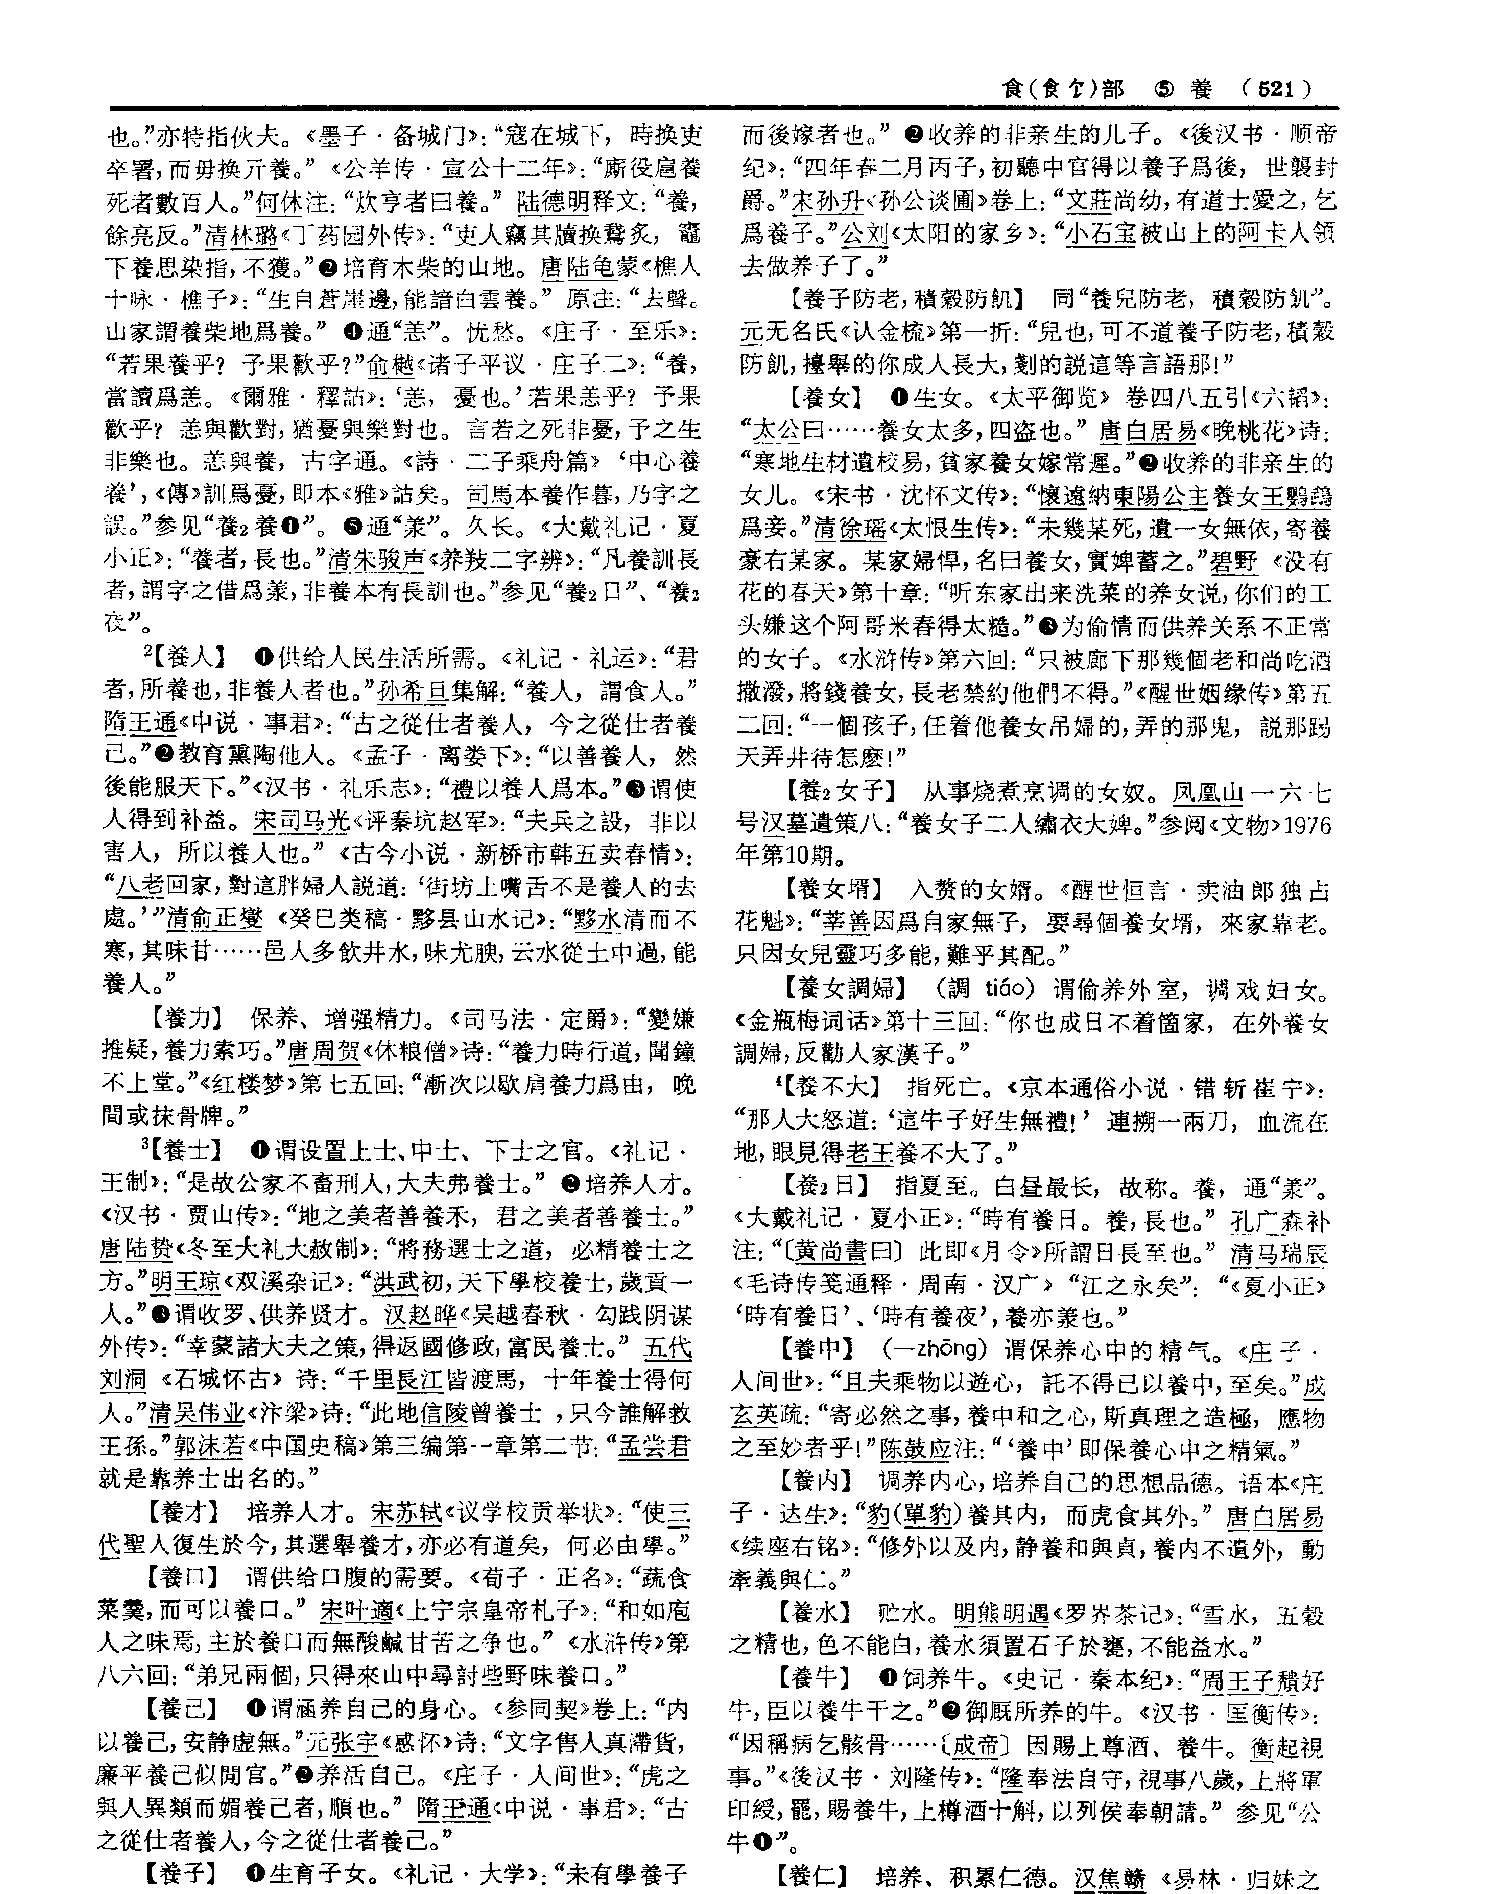 食(飠饣)部 ⑤ 養 (521)
也。”亦特指伙夫。《墨子·备城门》：“寇在城下，時换吏
卒署，而毋换亓養。”《公羊传·宣公十二年》：“廝役扈養
死者數百人。”何休注：“炊亨者曰養。”陆德明释文：“養，
餘亮反。”清林璐《丁药园外传》：“吏人竊其牘换鵞炙，竈
下養思染指，不獲。”❷培育木柴的山地。唐陆龟蒙《樵人
十咏·樵子》：“生自蒼崖邊，能諳白雲養。”原注：“去聲。
山家謂養柴地爲養。”❹通“恙”。忧愁。《庄子·至乐》：
“若果養乎？予果歡乎？”俞樾《诸子平议·庄子二》：“養，
當讀爲恙。《爾雅·釋詁》：‘恙，憂也。’若果恙乎？予果
歡乎？恙與歡對，猶憂與樂對也。言若之死非憂，予之生
非樂也。恙與養，古字通。《詩·二子乘舟篇》‘中心養
養’，《傳》訓爲憂，即本《雅》詁矣。司馬本養作暮，乃字之
誤。”参见“養₂養❶”。❺通“羕”。久长。《大戴礼记·夏
小正》：“養者，長也。”清朱骏声《养敍二字辨》：“凡養訓長
者，謂字之借爲羕，非養本有長訓也。”参见“養₂日”、“養₂
夜”。
²【養人】 ❶供给人民生活所需。《礼记·礼运》：“君
者，所養也，非養人者也。”孙希旦集解：“養人，謂食人。”
隋王通《中说·事君》：“古之從仕者養人，今之從仕者養
己。”❷教育熏陶他人。《孟子·离娄下》：“以善養人，然
後能服天下。”《汉书·礼乐志》：“禮以養人爲本。”❸谓使
人得到补益。宋司马光《评秦坑赵军》：“夫兵之設，非以
害人，所以養人也。”《古今小说·新桥市韩五卖春情》：
“八老回家，對這胖婦人説道：‘街坊上嘴舌不是養人的去
處。’”清俞正燮《癸巳类稿·黟县山水记》：“黟水清而不
寒，其味甘……邑人多飲井水，味尤腴，云水從土中過，能
養人。”
【養力】 保养、增强精力。《司马法·定爵》：“變嫌
推疑，養力索巧。”唐周贺《休粮僧》诗：“養力時行道，聞鐘
不上堂。”《红楼梦》第七五回：“漸次以歇肩養力爲由，晚
間或抹骨牌。”
³【養士】 ❶谓设置上士、中士、下士之官。《礼记·
王制》：“是故公家不畜刑人，大夫弗養士。”❷培养人才。
《汉书·贾山传》：“地之美者善養禾，君之美者善養士。”
唐陆贽《冬至大礼大赦制》：“將務選士之道，必精養士之
方。”明王琼《双溪杂记》：“洪武初，天下學校養士，歲貢一
人。”❸谓收罗、供养贤才。汉赵晔《吴越春秋·勾践阴谋
外传》：“幸蒙諸大夫之策，得返國修政，富民養士。”五代
刘洞《石城怀古》诗：“千里長江皆渡馬，十年養士得何
人。”清吴伟业《汴梁》诗：“此地信陵曾養士，只今誰解救
王孫。”郭沫若《中国史稿》第三编第一章第二节：“孟尝君
就是靠养士出名的。”
【養才】 培养人才。宋苏轼《议学校贡举状》：“使三
代聖人復生於今，其選舉養才，亦必有道矣，何必由學。”
【養口】 谓供给口腹的需要。《荀子·正名》：“蔬食
菜羹，而可以養口。”宋叶適《上宁宗皇帝札子》：“和如庖
人之味焉，主於養口而無酸鹹甘苦之争也。”《水浒传》第
八六回：“弟兄兩個，只得來山中尋討些野味養口。”
【養己】 ❶谓涵养自己的身心。《参同契》卷上：“内
以養己，安静虚無。”元张宇《感怀》诗：“文字售人真滯貨，
廉平養己似閒官。”❷养活自己。《庄子·人间世》：“虎之
與人異類而媚養己者，順也。”隋王通《中说·事君》：“古
之從仕者養人，今之從仕者養己。”
【養子】 ❶生育子女。《礼记·大学》：“未有學養子
而後嫁者也。”❷收养的非亲生的儿子。《後汉书·顺帝
纪》：“四年春二月丙子，初聽中官得以養子爲後，世襲封
爵。”宋孙升《孙公谈圃》卷上：“文莊尚幼，有道士愛之，乞
爲養子。”公刘《太阳的家乡》：“小石宝被山上的阿卡人领
去做养子了。”
【養子防老，積穀防飢】 同“養兒防老，積穀防飢”。
元无名氏《认金梳》第一折：“兒也，可不道養子防老，積穀
防飢，擡舉的你成人長大，剗的説這等言語那！”
【養女】 ❶生女。《太平御览》卷四八五引《六韬》：
“太公曰……養女太多，四盗也。”唐白居易《晚桃花》诗：
“寒地生材遺校易，貧家養女嫁常遲。”❷收养的非亲生的
女儿。《宋书·沈怀文传》：“懷遠納東陽公主養女王鸚鵡
爲妾。”清徐瑶《太恨生传》：“未幾某死，遺一女無依，寄養
豪右某家。某家婦悍，名曰養女，實婢蓄之。”碧野《没有
花的春天》第十章：“听东家出来洗菜的养女说，你们的工
头嫌这个阿哥米舂得太糙。”❸为偷情而供养关系不正常
的女子。《水浒传》第六回：“只被廊下那幾個老和尚吃酒
撒潑，將錢養女，長老禁約他們不得。”《醒世姻缘传》第五
二回：“一個孩子，任着他養女吊婦的，弄的那鬼，説那踢
天弄井待怎麽！”
【養₂女子】 从事烧煮烹调的女奴。凤凰山一六七
号汉墓遺策八：“養女子二人繡衣大婢。”参阅《文物》1976
年第10期。
【養女壻】 入赘的女婿。《醒世恒言·卖油郎独占
花魁》：“莘善因爲自家無子，要尋個養女壻，來家靠老。
只因女兒靈巧多能，難乎其配。”
【養女調婦】 （調 tiáo）谓偷养外室，调戏妇女。
《金瓶梅词话》第十三回：“你也成日不着箇家，在外養女
調婦，反勸人家漢子。”
⁴【養不大】 指死亡。《京本通俗小说·错斩崔宁》：
“那人大怒道：‘這牛子好生無禮！’連搠一兩刀，血流在
地，眼見得老王養不大了。”
【養₂日】 指夏至。白昼最长，故称。養，通“羕”。
《大戴礼记·夏小正》：“時有養日。養，長也。”孔广森补
注：“〔黄尚書曰〕此即《月令》所謂日長至也。”清马瑞辰
《毛诗传笺通释·周南·汉广》“江之永矣”：“《夏小正》
‘時有養日’、‘時有養夜’，養亦羕也。”
【養中】 （—zhōng）谓保养心中的精气。《庄子·
人间世》：“且夫乘物以遊心，託不得已以養中，至矣。”成
玄英疏：“寄必然之事，養中和之心，斯真理之造極，應物
之至妙者乎！”陈鼓应注：“‘養中’即保養心中之精氣。”
【養内】 调养内心，培养自己的思想品德。语本《庄
子·达生》：“豹（單豹）養其内，而虎食其外。”唐白居易
《续座右铭》：“修外以及内，静養和與貞，養内不遺外，動
率義與仁。”
【養水】 贮水。明熊明遇《罗岕茶记》：“雪水，五穀
之精也，色不能白，養水須置石子於甕，不能益水。”
【養牛】 ❶饲养牛。《史记·秦本纪》：“周王子穨好
牛，臣以養牛干之。”❷御厩所养的牛。《汉书·匡衡传》：
“因稱病乞骸骨……〔成帝〕因賜上尊酒、養牛。衡起視
事。”《後汉书·刘隆传》：“隆奉法自守，視事八歲，上將軍
印綬，罷，賜養牛，上樽酒十斛，以列侯奉朝請。”参见“公
牛❶”。
【養仁】 培养、积累仁德。汉焦赣《易林·归妹之